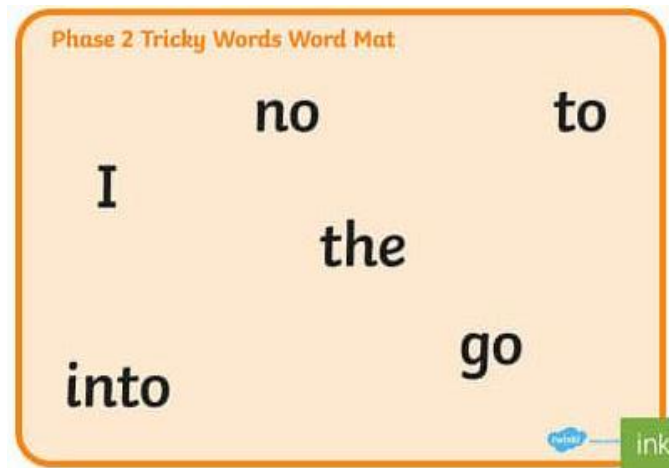 Phase 2 Tricky Words Word Mat
no to
I
the
go
into
twinkl
ink